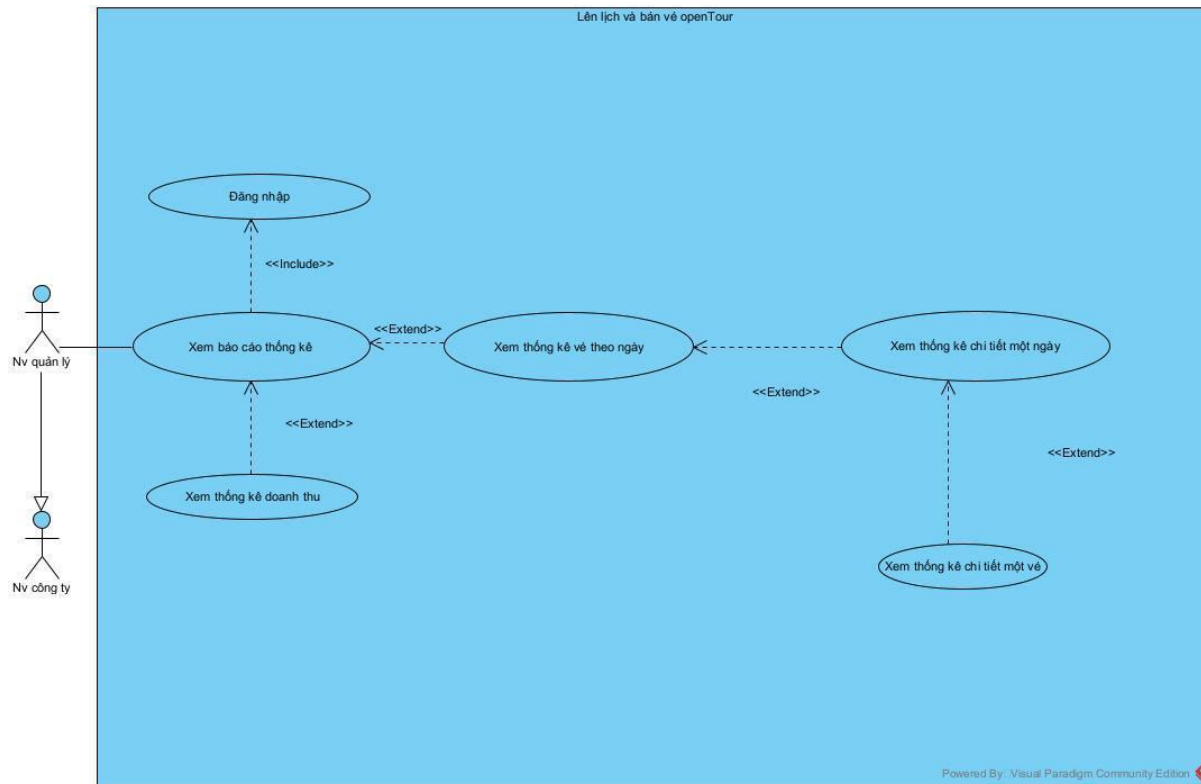 Lên lịch và bán vé openTour
Đăng nhập
<<Include>>
Nv quản lý
Xem báo cáo thống kê
<<Extend>>
Xem thống kê vé theo ngày
<<Extend>>
Xem thống kê chi tiết một ngày
<<Extend>>
Xem thống kê doanh thu
<<Extend>>
Nv công ty
Xem thống kê chi tiết một vé
Powered By: Visual Paradigm Community Edition